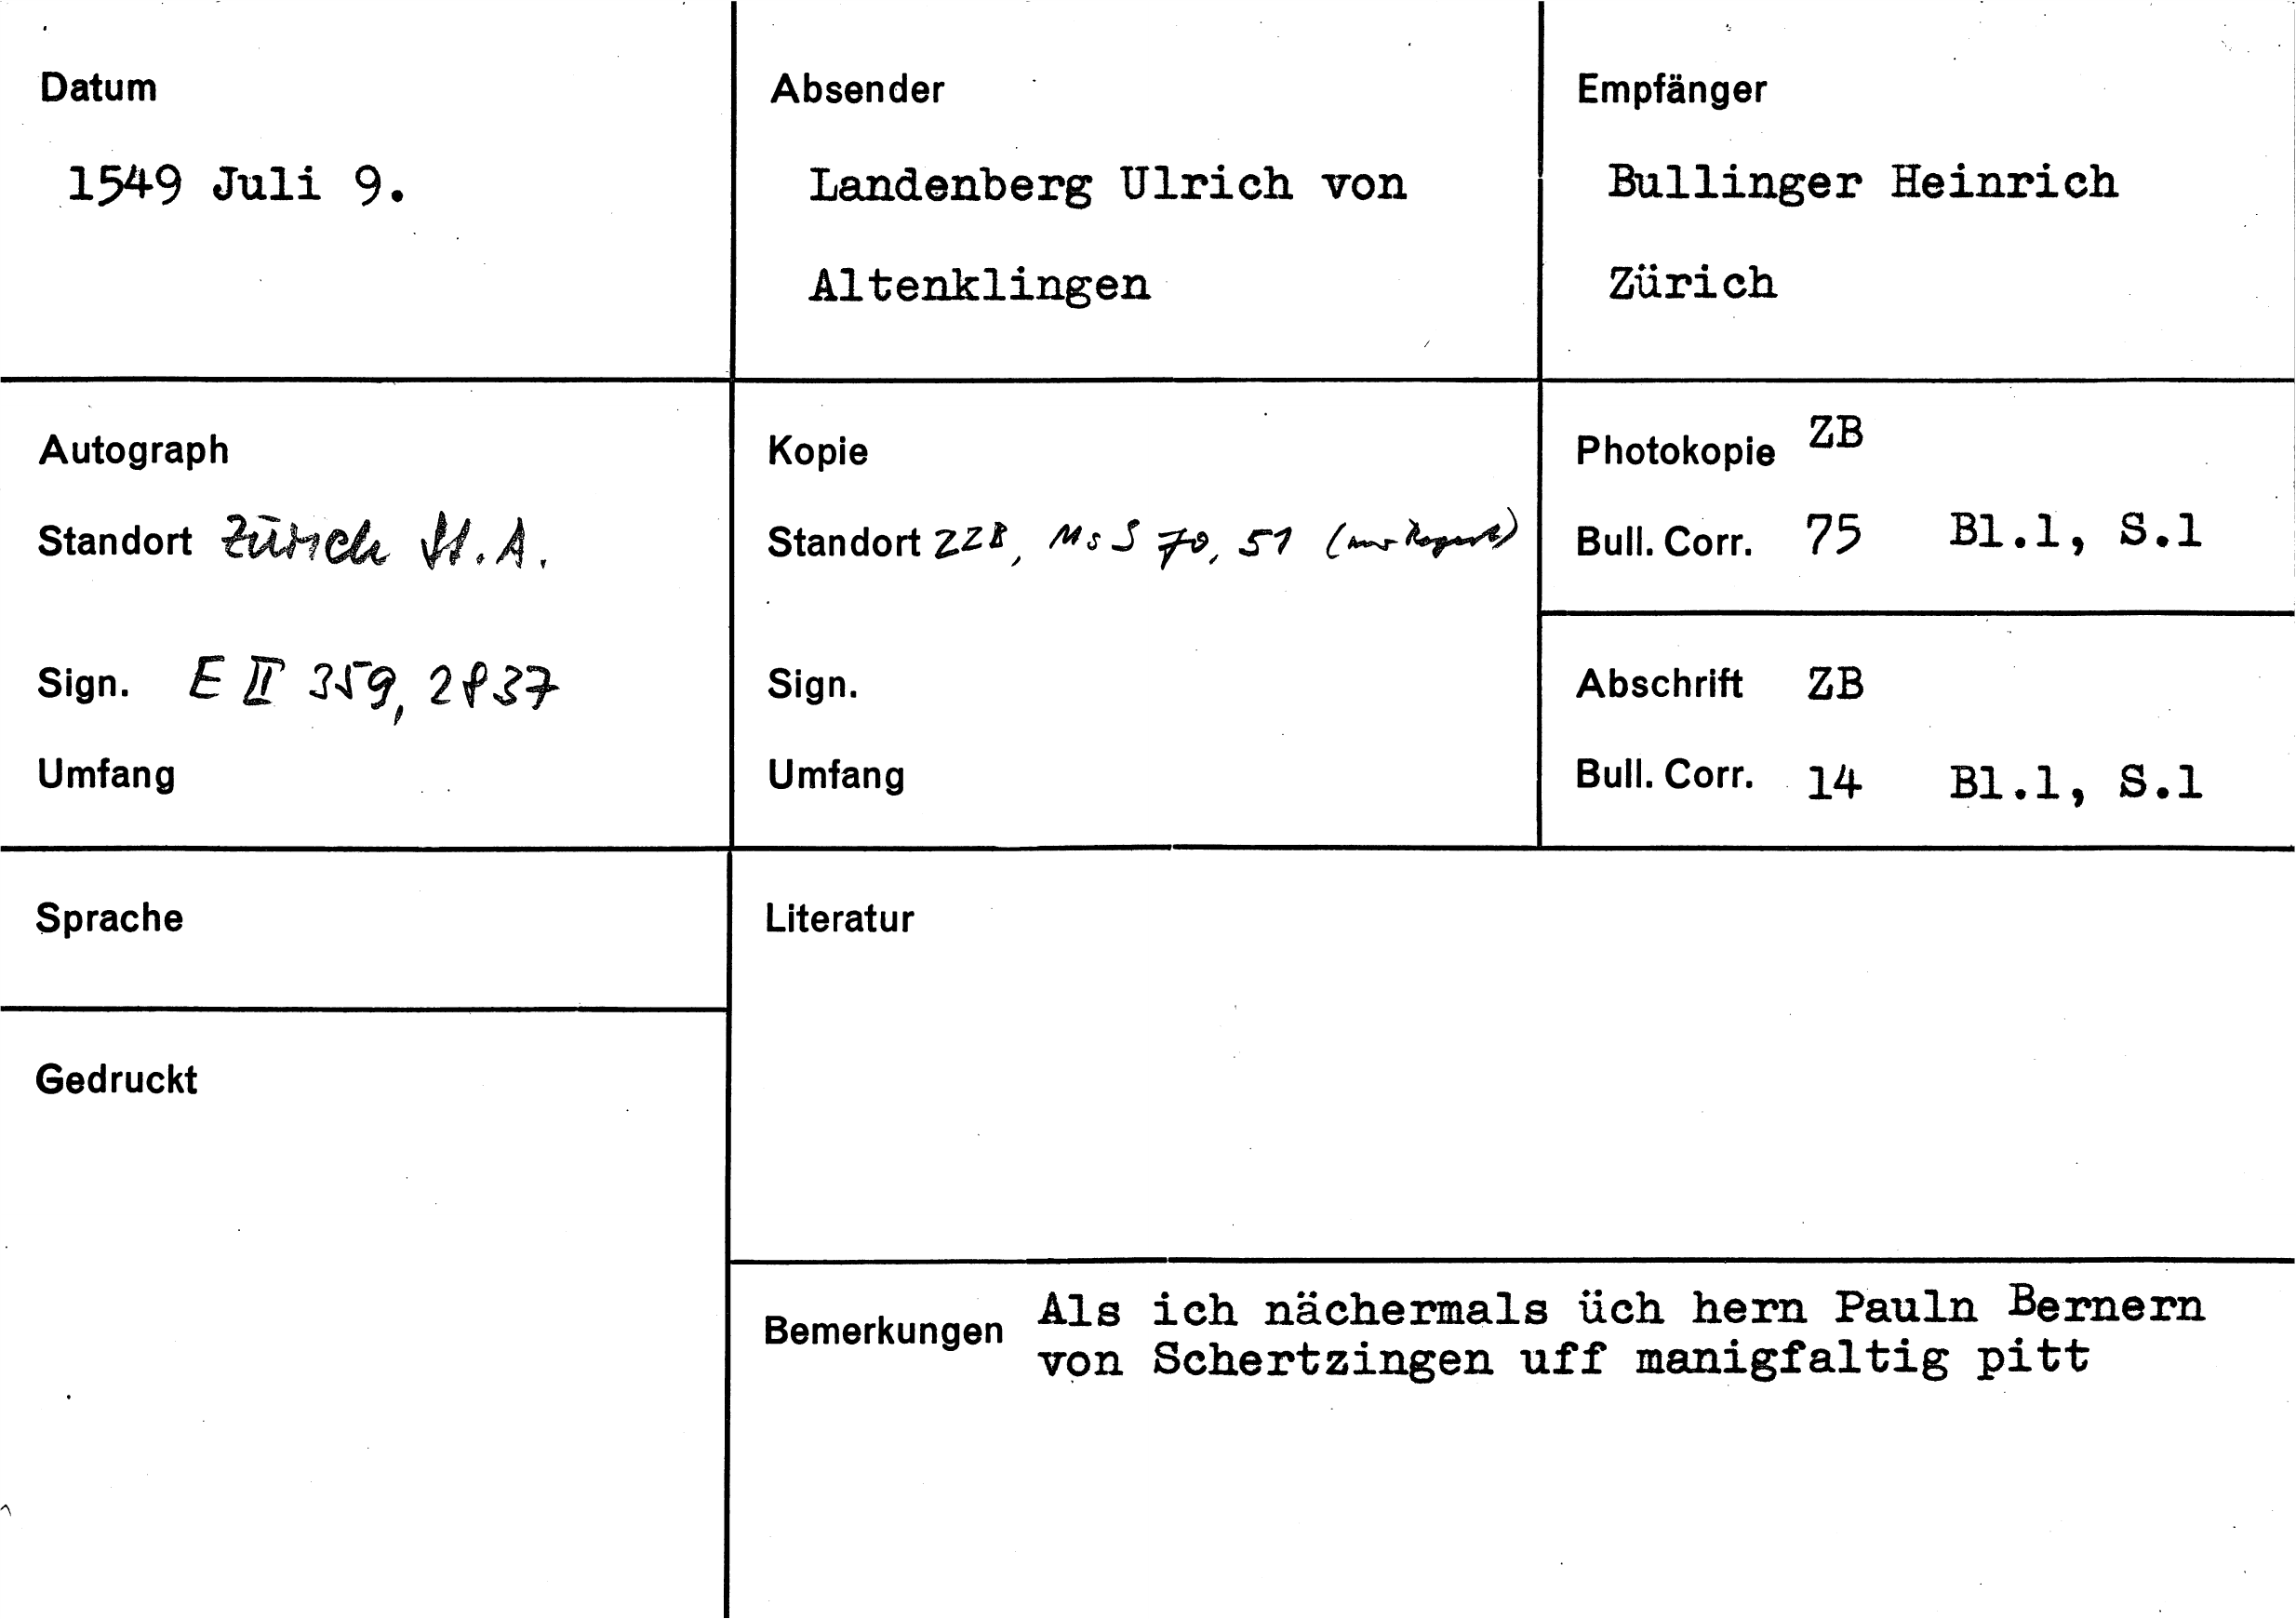 Datum
1549 Juli 9.
Absender
Landenberg Ulrich von
Altenklingen
Empfänger
Bullinger Heinrich
Zürich
Autograph
Standort Zürich St.A.
Sign. E II 359, 2837
Umfang
Kopie
Standort ZZB, Ms S 70, 51 (nur Regest)
Sign.
Umfang
Photokopie ZB
Bull. Corr. 75 Bl.1, S.1
Abschrift ZB
Bull. Corr. 14 Bl.1, S.1
Sprache
Gedruckt
Literatur
Bemerkungen Als ich nächermals üch hern Pauln Bernern
von Schertzingen uff manigfaltig pitt